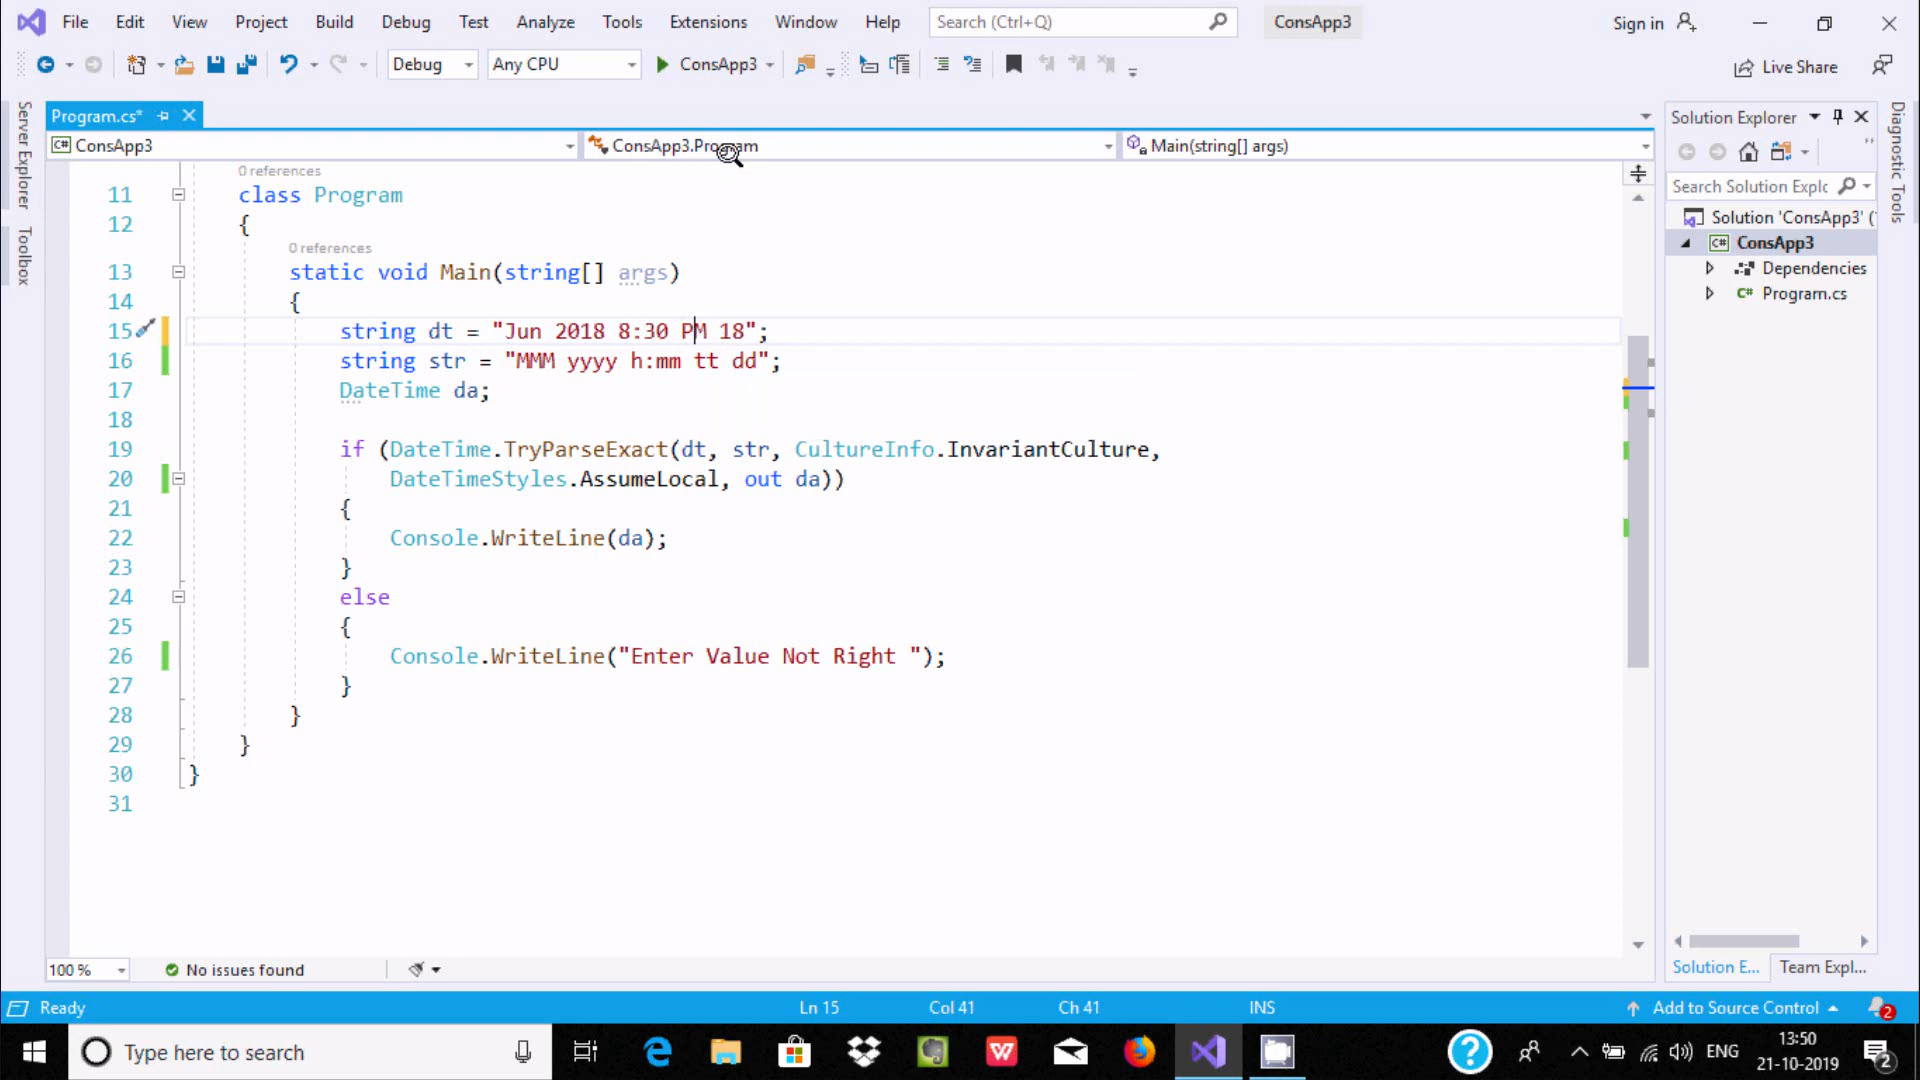 File Edit View Project Build Debug Test Analyze Tools Extensions Window Help Search (Ctrl+Q) ConsApp3 Sign in
Debug Any CPU ConsApp3 Live Share
Server Explorer
Toolbox
Program.cs*
ConsApp3 ConsApp3.Program Main(string[] args)
0 references
11 class Program
12 {
0 references
13 static void Main(string[] args)
14 {
15 string dt = "Jun 2018 8:30 PM 18";
16 string str = "MMM yyyy h:mm tt dd";
17 DateTime da;
18
19 if (DateTime.TryParseExact(dt, str, CultureInfo.InvariantCulture,
20 DateTimeStyles.AssumeLocal, out da))
21 {
22 Console.WriteLine(da);
23 }
24 else
25 {
26 Console.WriteLine("Enter Value Not Right ");
27 }
28 }
29 }
30 }
31
100 % No issues found
Solution Explorer
Search Solution Explc
Solution 'ConsApp3' (
C# ConsApp3
Dependencies
C# Program.cs
Solution E... Team Expl...
Diagnostic Tools
Ready Ln 15 Col 41 Ch 41 INS Add to Source Control 2
Type here to search ENG 13:50
21-10-2019 2